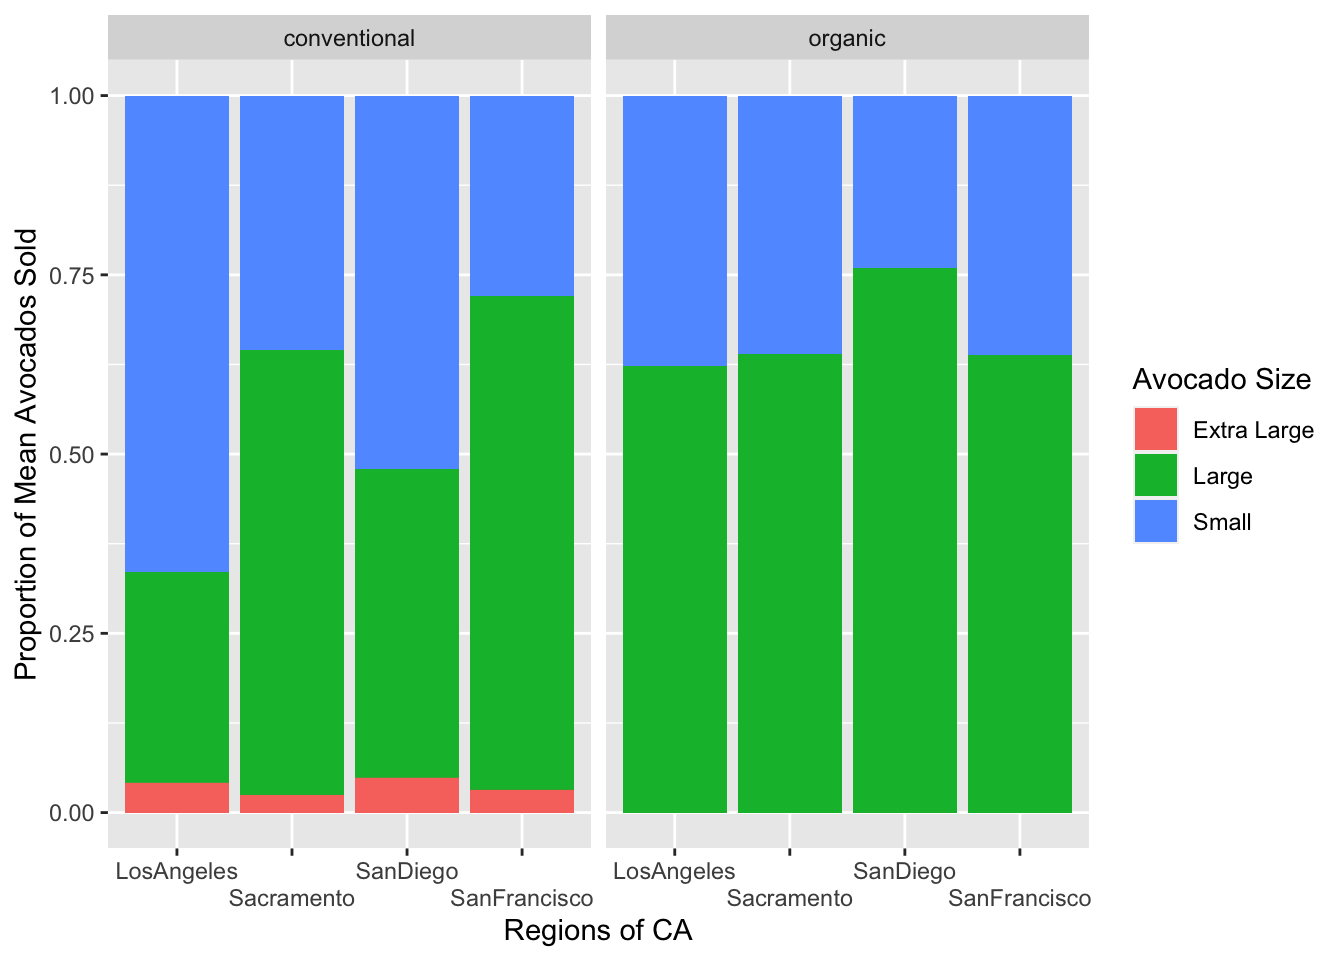 conventional
organic
Proportion of Mean Avocados Sold
1.00
0.75
0.50
0.25
0.00
LosAngeles
Sacramento
SanDiego
SanFrancisco
LosAngeles
Sacramento
SanDiego
SanFrancisco
Regions of CA
Avocado Size
Extra Large
Large
Small